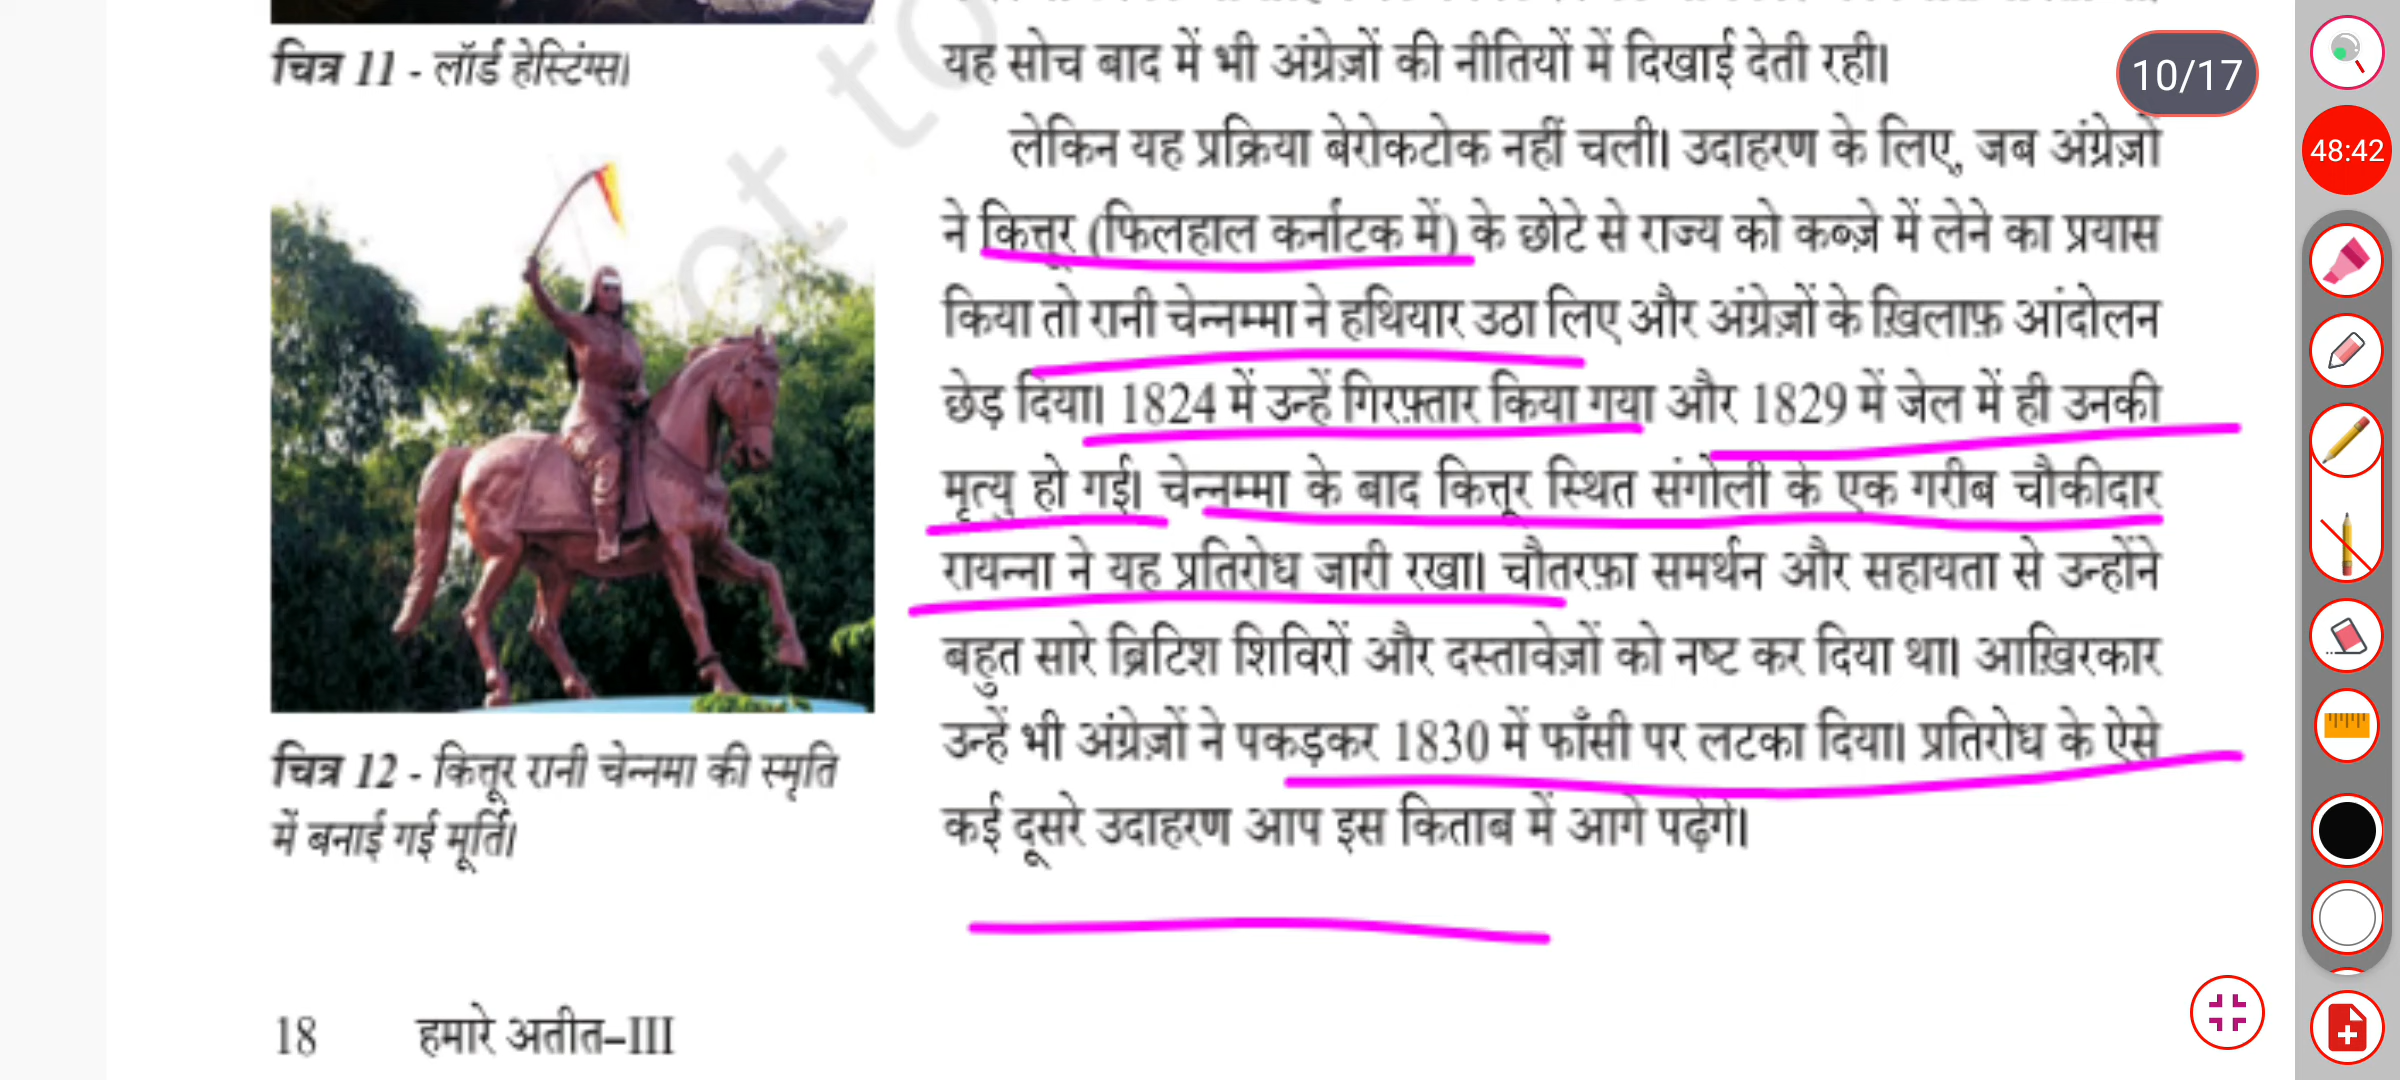 चित्र 11 - लॉर्ड हेस्टिंग्स।
यह सोच बाद में भी अंग्रेज़ों की नीतियों में दिखाई देती रही।
10/17
48:42
लेकिन यह प्रक्रिया बेरोकटोक नहीं चली। उदाहरण के लिए, जब अंग्रेज़ों
ने कित्तूर (फिलहाल कर्नाटक में) के छोटे से राज्य को कब्ज़े में लेने का प्रयास
किया तो रानी चेन्नम्मा ने हथियार उठा लिए और अंग्रेज़ों के ख़िलाफ़ आंदोलन
छेड़ दिया। 1824 में उन्हें गिरफ़्तार किया गया और 1829 में जेल में ही उनकी
मृत्यु हो गई। चेन्नम्मा के बाद कित्तूर स्थित संगोली के एक गरीब चौकीदार
रायन्ना ने यह प्रतिरोध जारी रखा। चौतरफ़ा समर्थन और सहायता से उन्होंने
बहुत सारे ब्रिटिश शिविरों और दस्तावेज़ों को नष्ट कर दिया था। आख़िरकार
उन्हें भी अंग्रेज़ों ने पकड़कर 1830 में फाँसी पर लटका दिया। प्रतिरोध के ऐसे
कई दूसरे उदाहरण आप इस किताब में आगे पढ़ेंगे।
चित्र 12 - कित्तूर रानी चेन्नमा की स्मृति
में बनाई गई मूर्ति।
18 हमारे अतीत–III